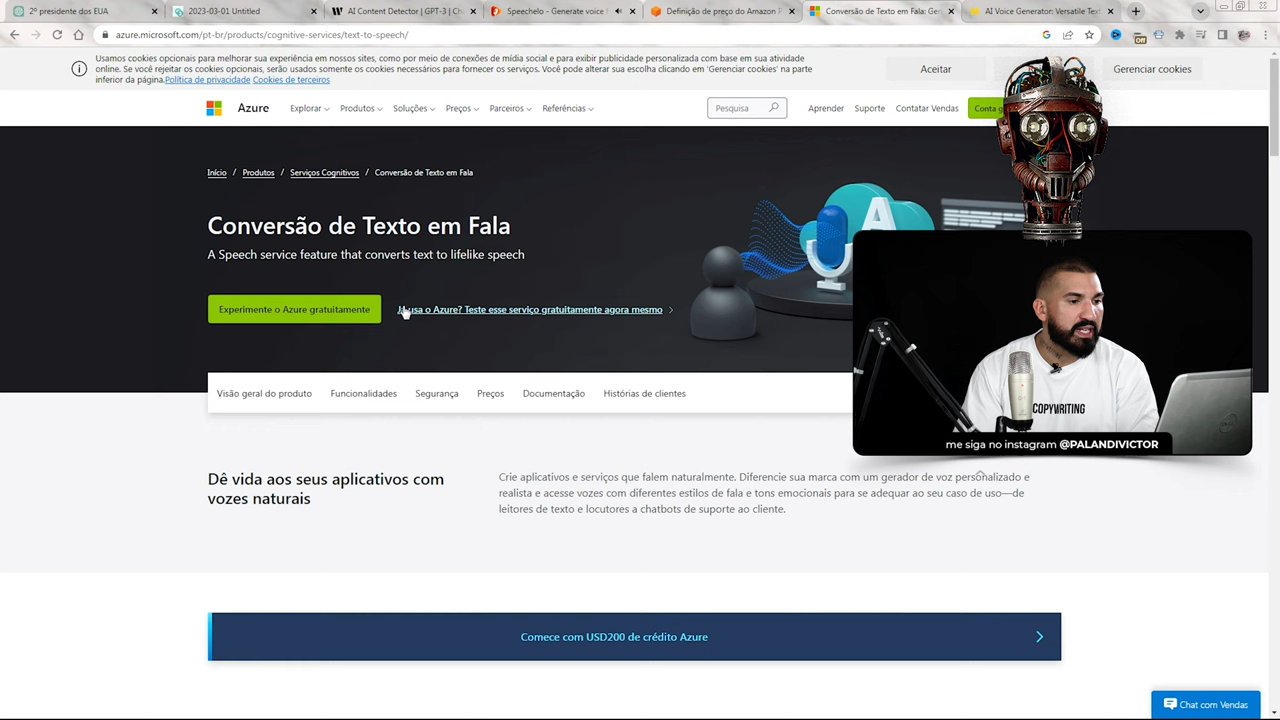 2º presidente dos EUA
2023-03-01 Untitled
AI Content Detector | GPT-3 | Ch
Speechelo - Generate voice
Definição de preço do Amazon P
Conversão de Texto em Fala: Ge
AI Voice Generator: Versatile Text
azure.microsoft.com/pt-br/products/cognitive-services/text-to-speech/
Off
Usamos cookies opcionais para melhorar sua experiência em nossos sites, como por meio de conexões de mídia social e para exibir publicidade personalizada com base em sua atividade
online. Se você rejeitar os cookies opcionais, serão usados somente os cookies necessários para fornecer os serviços. Você pode alterar sua escolha clicando em 'Gerenciar cookies' na parte
inferior da página.Política de privacidade Cookies de terceiros
Aceitar
Gerenciar cookies
Azure
Explorar
Produtos
Soluções
Preços
Parceiros
Referências
Pesquisa
Aprender
Suporte
Contatar Vendas
Conta g
Início / Produtos / Serviços Cognitivos / Conversão de Texto em Fala
Conversão de Texto em Fala
A Speech service feature that converts text to lifelike speech
Experimente o Azure gratuitamente
Já usa o Azure? Teste esse serviço gratuitamente agora mesmo
A
COPYWRITING
me siga no instagram @PALANDIVICTOR
Visão geral do produto
Funcionalidades
Segurança
Preços
Documentação
Histórias de clientes
Dê vida aos seus aplicativos com
vozes naturais
Crie aplicativos e serviços que falem naturalmente. Diferencie sua marca com um gerador de voz personalizado e
realista e acesse vozes com diferentes estilos de fala e tons emocionais para se adequar ao seu caso de uso—de
leitores de texto e locutores a chatbots de suporte ao cliente.
Comece com USD200 de crédito Azure
Chat com Vendas